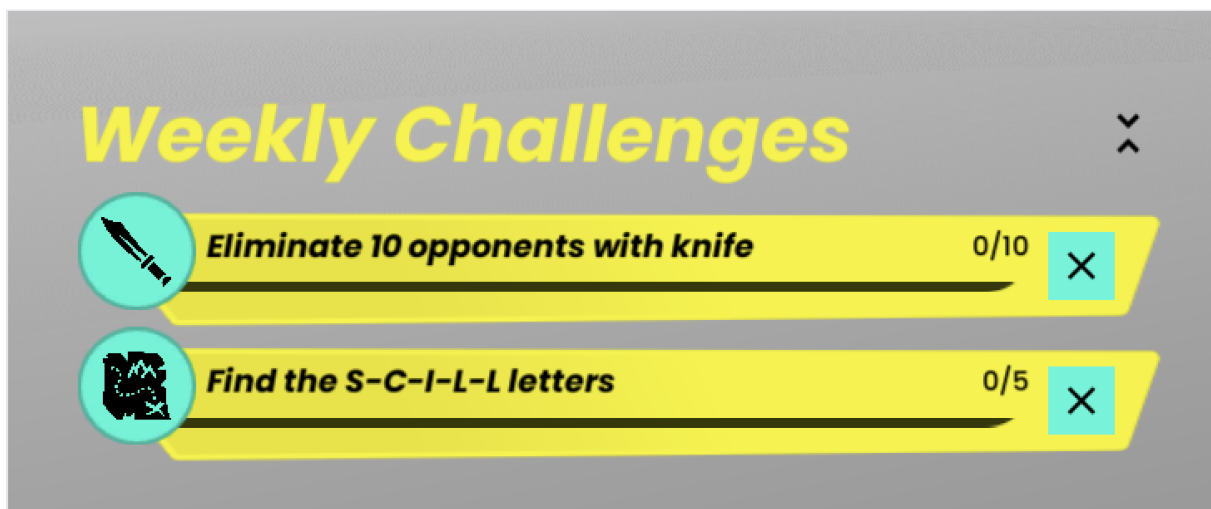 Weekly Challenges
Eliminate 10 opponents with knife 0/10
Find the S-C-I-L-L letters 0/5